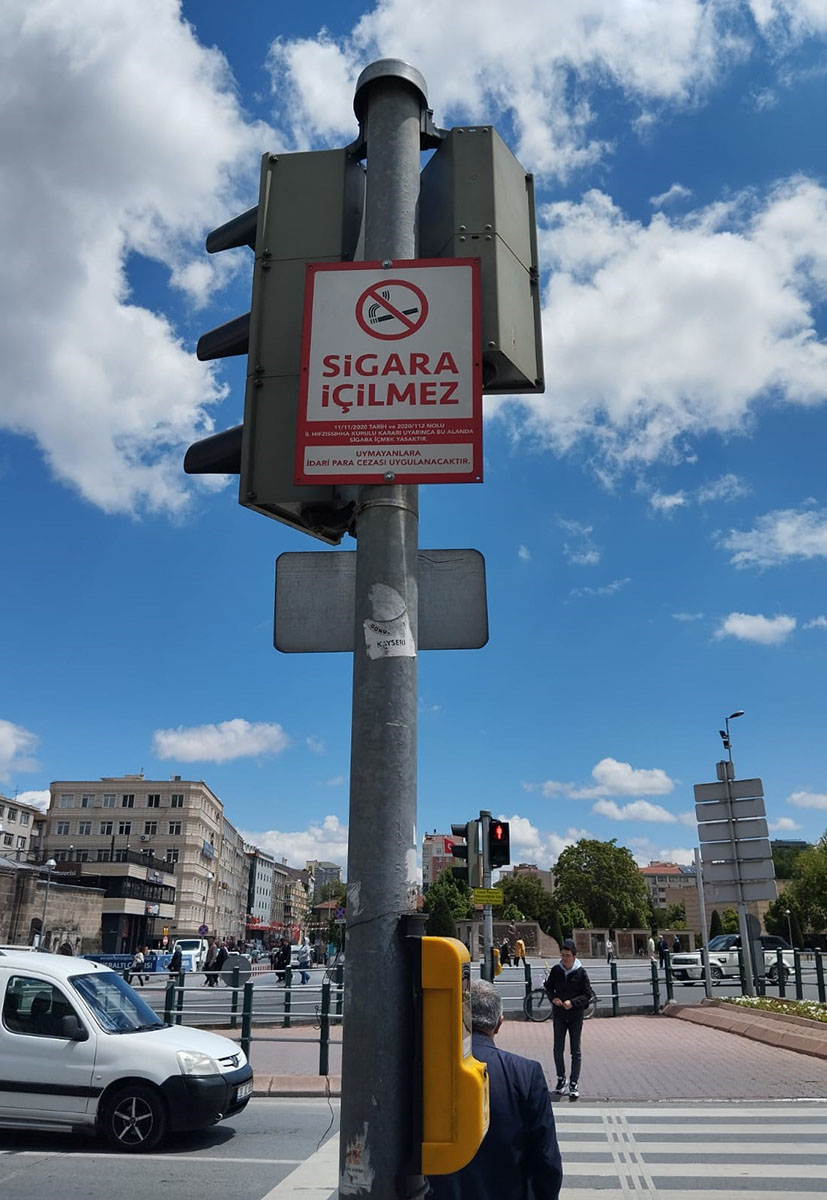 SiGARA
iÇiLMEZ
11/11/2020 TARİH ve 2020/112 NOLU
İL HIFZISSIHHA KURULU KARARI UYARINCA BU ALANDA
SİGARA İÇMEK YASAKTIR.
UYMAYANLARA
İDARİ PARA CEZASI UYGULANACAKTIR.
KAYSERİ